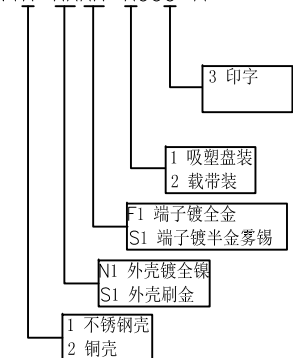 3 印字
1 吸塑盘装
2 载带装
F1 端子镀全金
S1 端子镀半金雾锡
N1 外壳镀全镍
S1 外壳刷金
1 不锈钢壳
2 铜壳